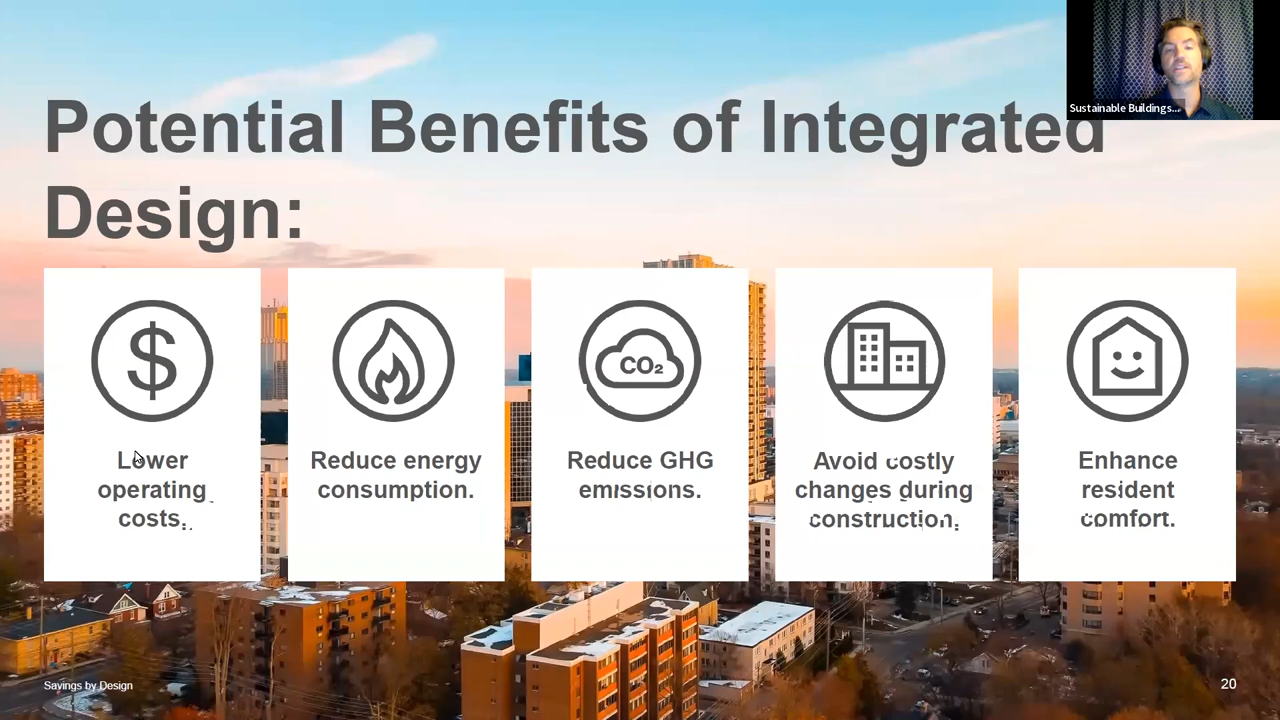 Sustainable Buildings...
Potential Benefits of Integrated
Design:
$
CO₂
Lower
operating
costs.
Reduce energy
consumption.
Reduce GHG
emissions.
Avoid costly
changes during
construction.
Enhance
resident
comfort.
Savings by Design
20